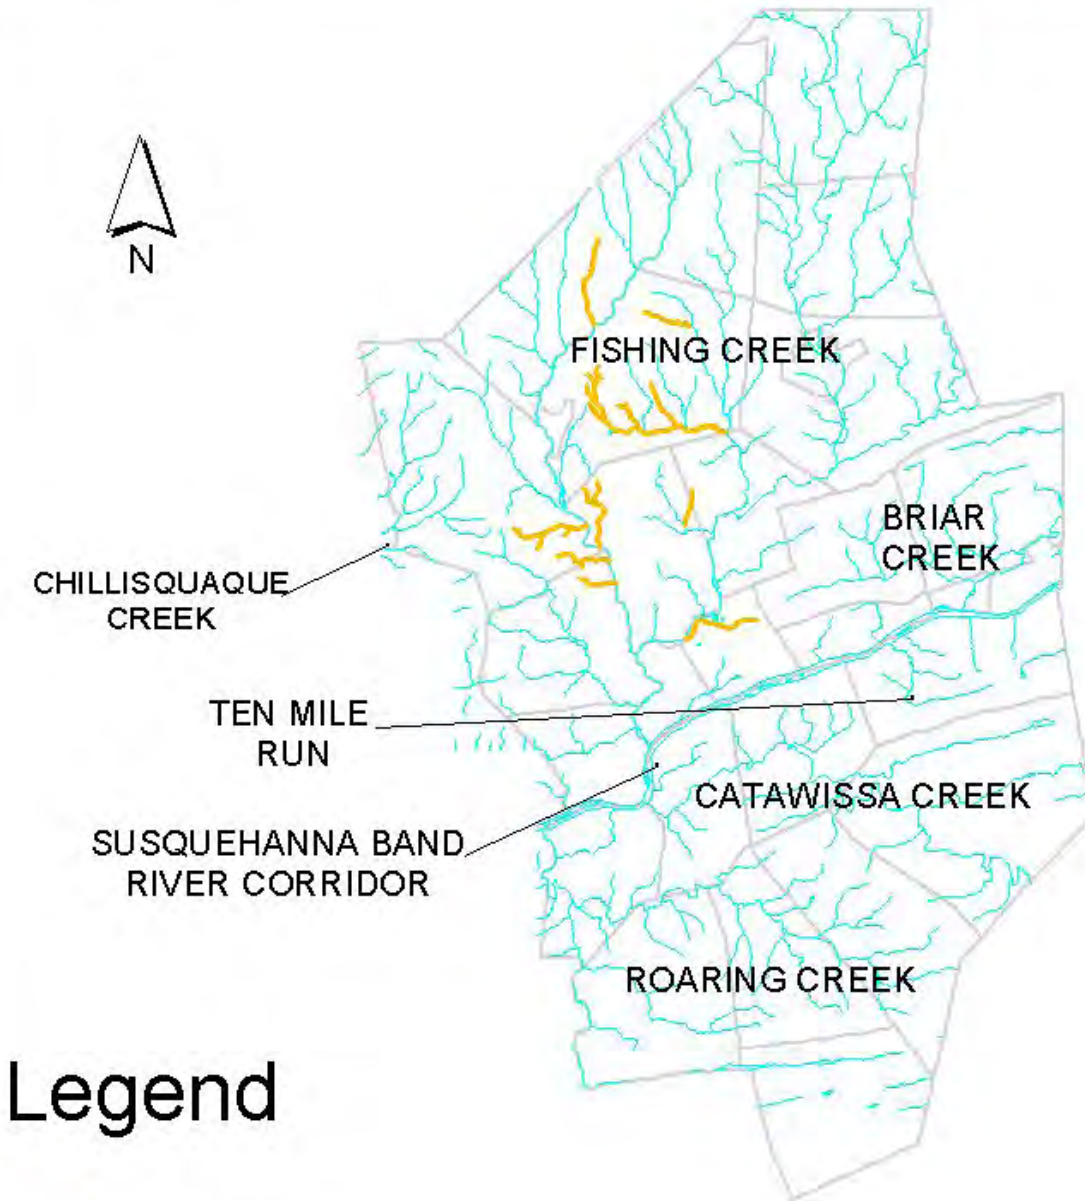 N
FISHING CREEK
BRIAR
CREEK
CHILLISQUAQUE
CREEK
TEN MILE
RUN
CATAWISSA CREEK
SUSQUEHANNA BAND
RIVER CORRIDOR
ROARING CREEK
Legend